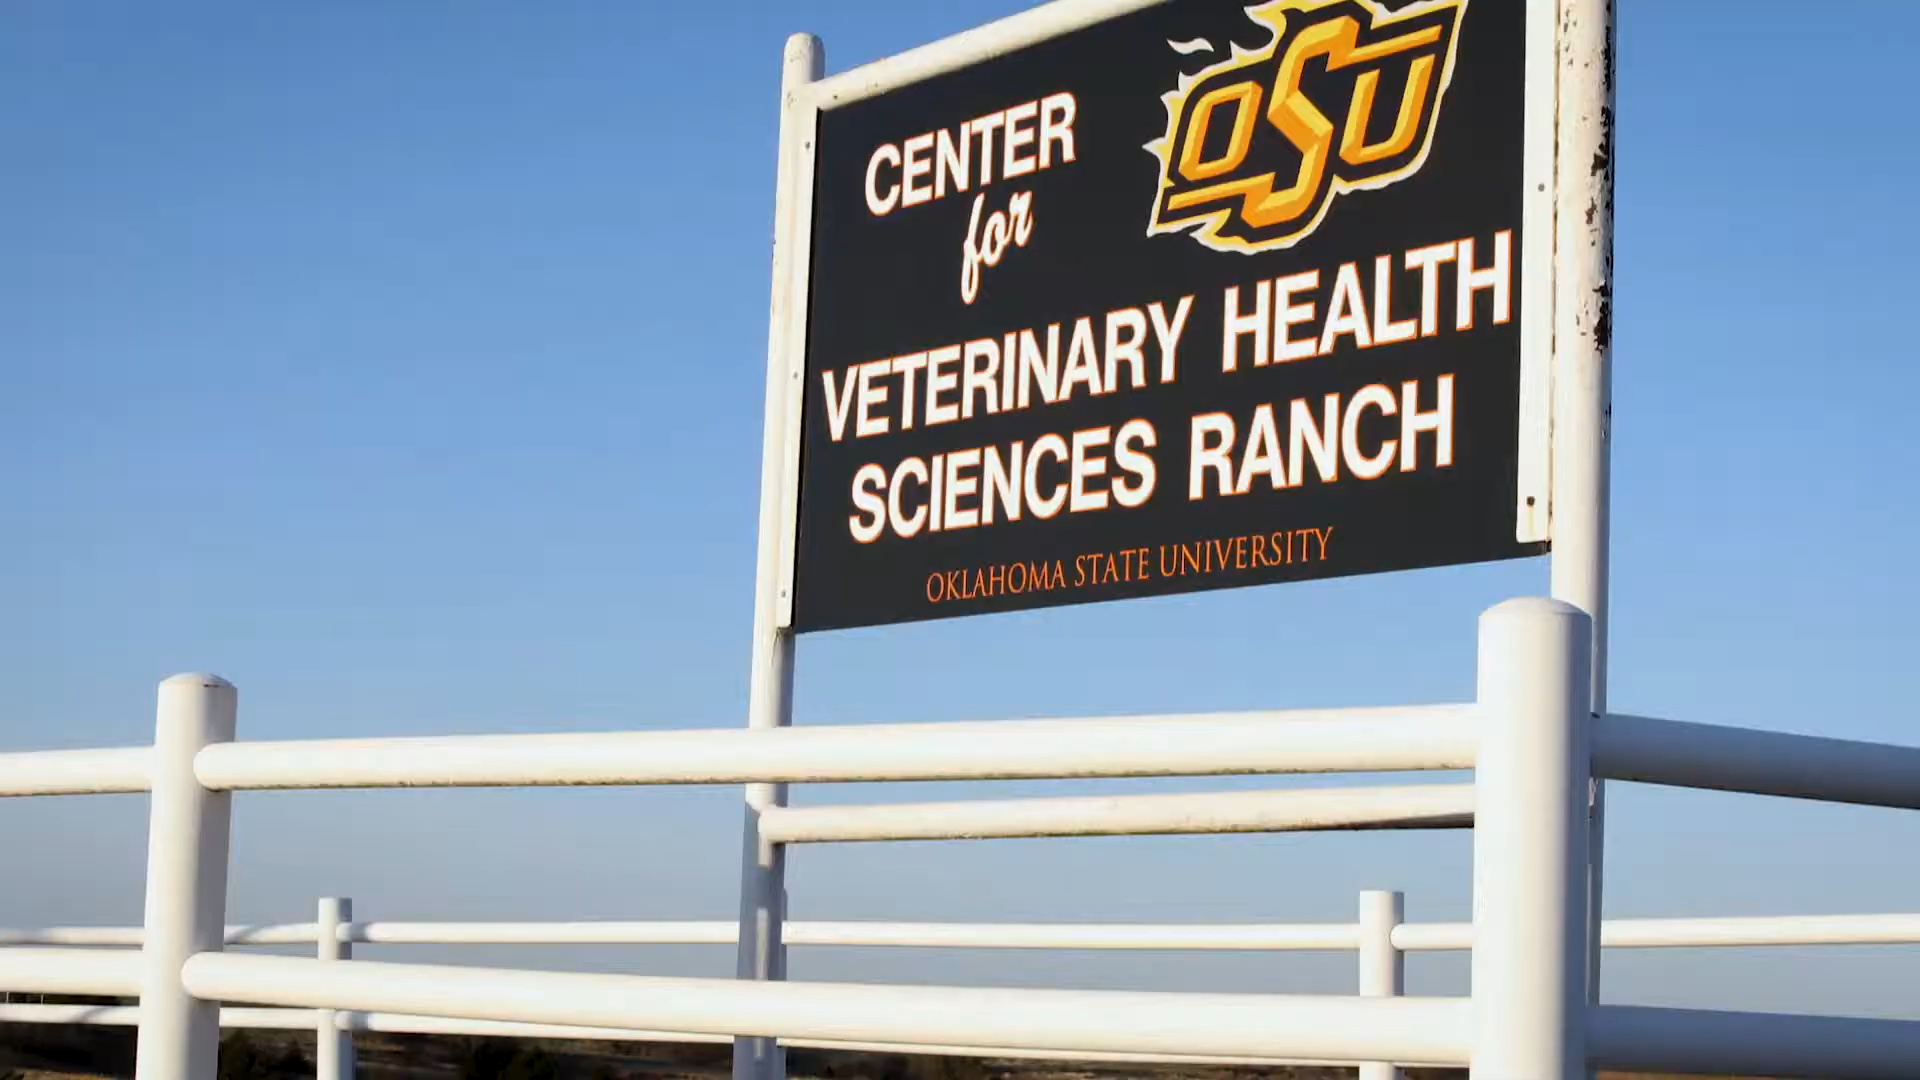 OSU
CENTER
for
VETERINARY HEALTH
SCIENCES RANCH
OKLAHOMA STATE UNIVERSITY